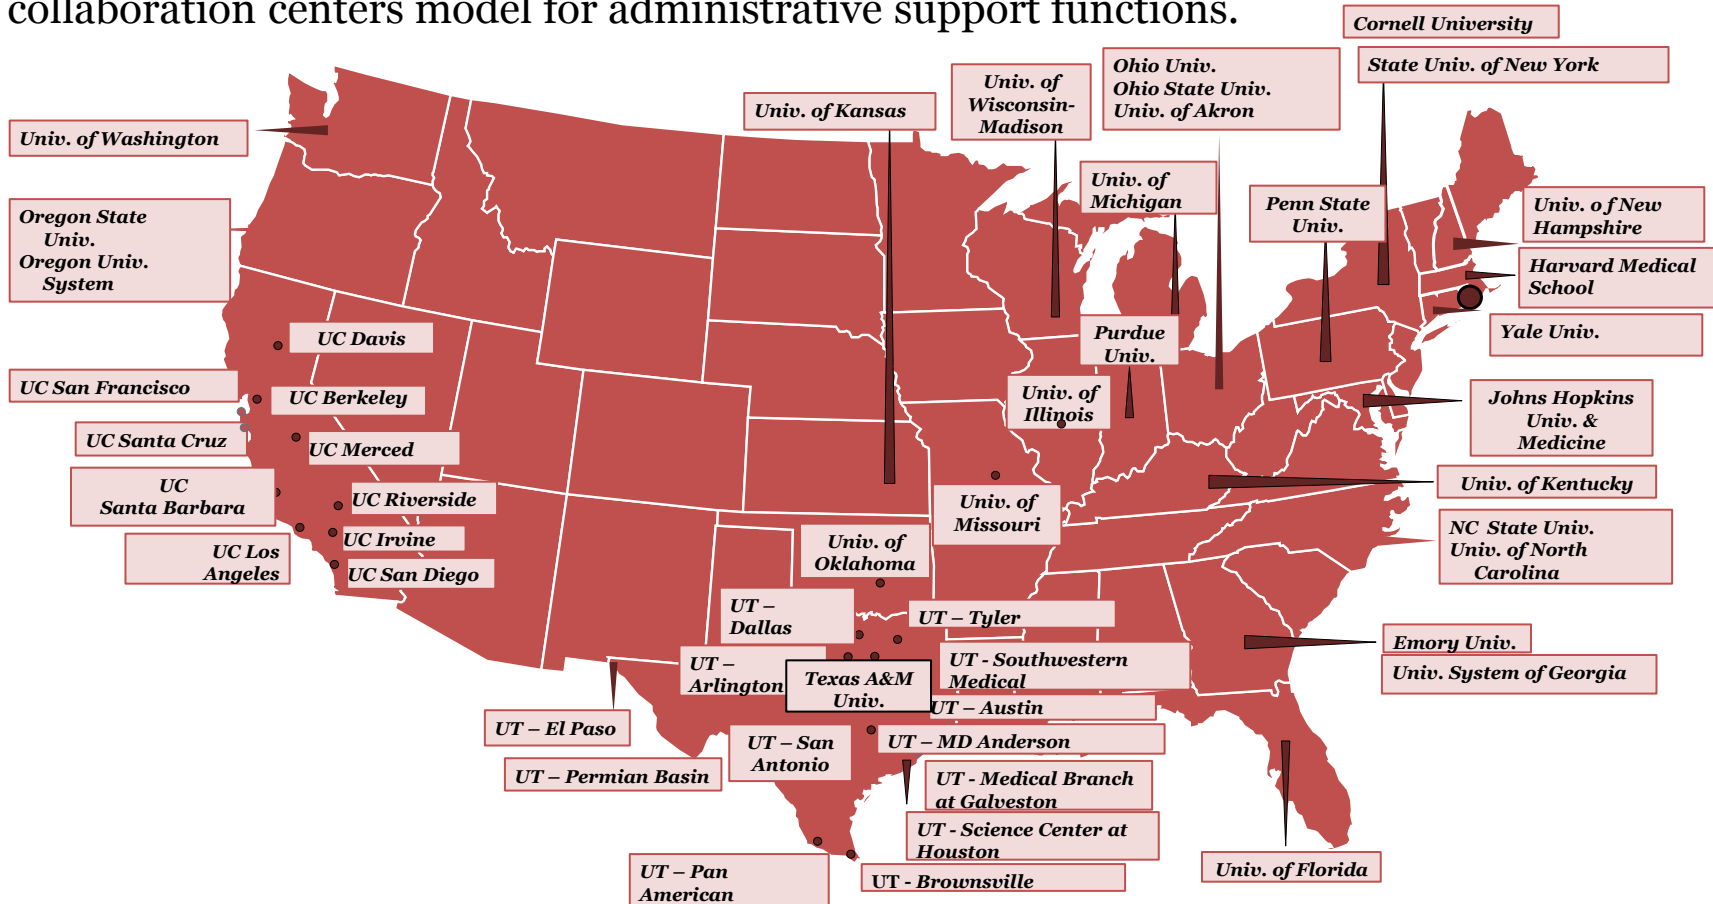 collaboration centers model for administrative support functions.
Cornell University
State Univ. of New York
Ohio Univ.
Ohio State Univ.
Univ. of Akron
Univ. of
Wisconsin-
Madison
Univ. of Kansas
Univ. of Washington
Univ. of
Michigan
Penn State
Univ.
Univ. o f New
Hampshire
Oregon State
Univ.
Oregon Univ.
System
Harvard Medical
School
Yale Univ.
Purdue
Univ.
UC Davis
UC San Francisco
UC Berkeley
Univ. of
Illinois
Johns Hopkins
Univ. &
Medicine
UC Santa Cruz
UC Merced
UC
Santa Barbara
UC Riverside
Univ. of
Missouri
Univ. of Kentucky
UC Irvine
UC Los
Angeles
UC San Diego
Univ. of
Oklahoma
NC State Univ.
Univ. of North
Carolina
UT –
Dallas
UT – Tyler
Emory Univ.
UT –
Arlington
Texas A&M
Univ.
UT - Southwestern
Medical
Univ. System of Georgia
UT – Austin
UT – El Paso
UT – San
Antonio
UT – MD Anderson
UT – Permian Basin
UT - Medical Branch
at Galveston
UT - Science Center at
Houston
UT – Pan
American
UT - Brownsville
Univ. of Florida